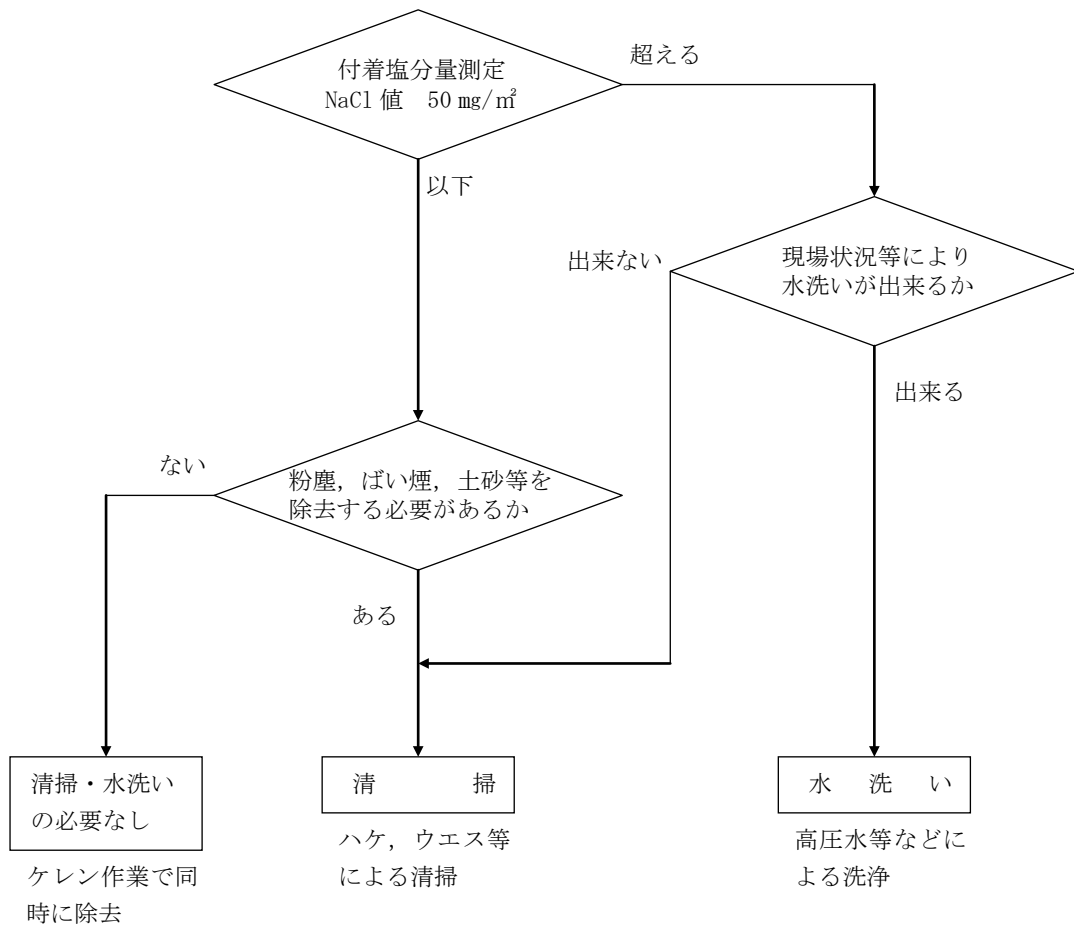 付着塩分量測定
NaCl値　50 mg/㎡
超える
以下
現場状況等により
水洗いが出来るか
出来ない
出来る
粉塵，ばい煙，土砂等を
除去する必要があるか
ない
ある
清掃・水洗い
の必要なし
ケレン作業で同
時に除去
清　　　　掃
ハケ，ウエス等
による清掃
水　洗　い
高圧水等などに
よる洗浄